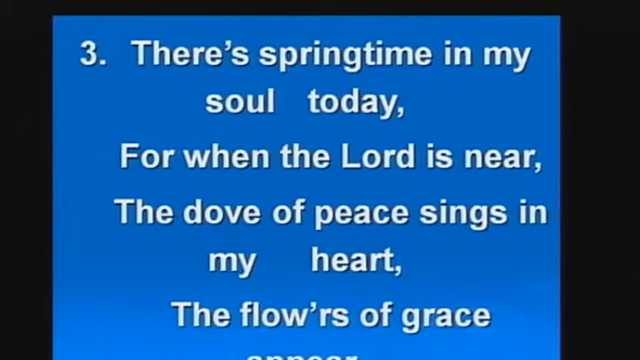 3. There's springtime in my
soul today,
For when the Lord is near,
The dove of peace sings in
my heart,
The flow'rs of grace
appear